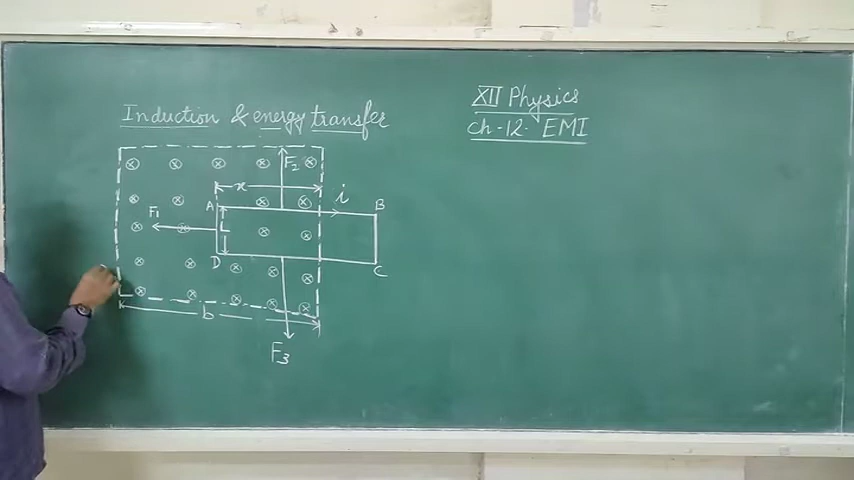 XII Physics
ch-12- EMI
Induction & energy transfer
F2
x
i
A
B
F1
L
D
C
b
F3